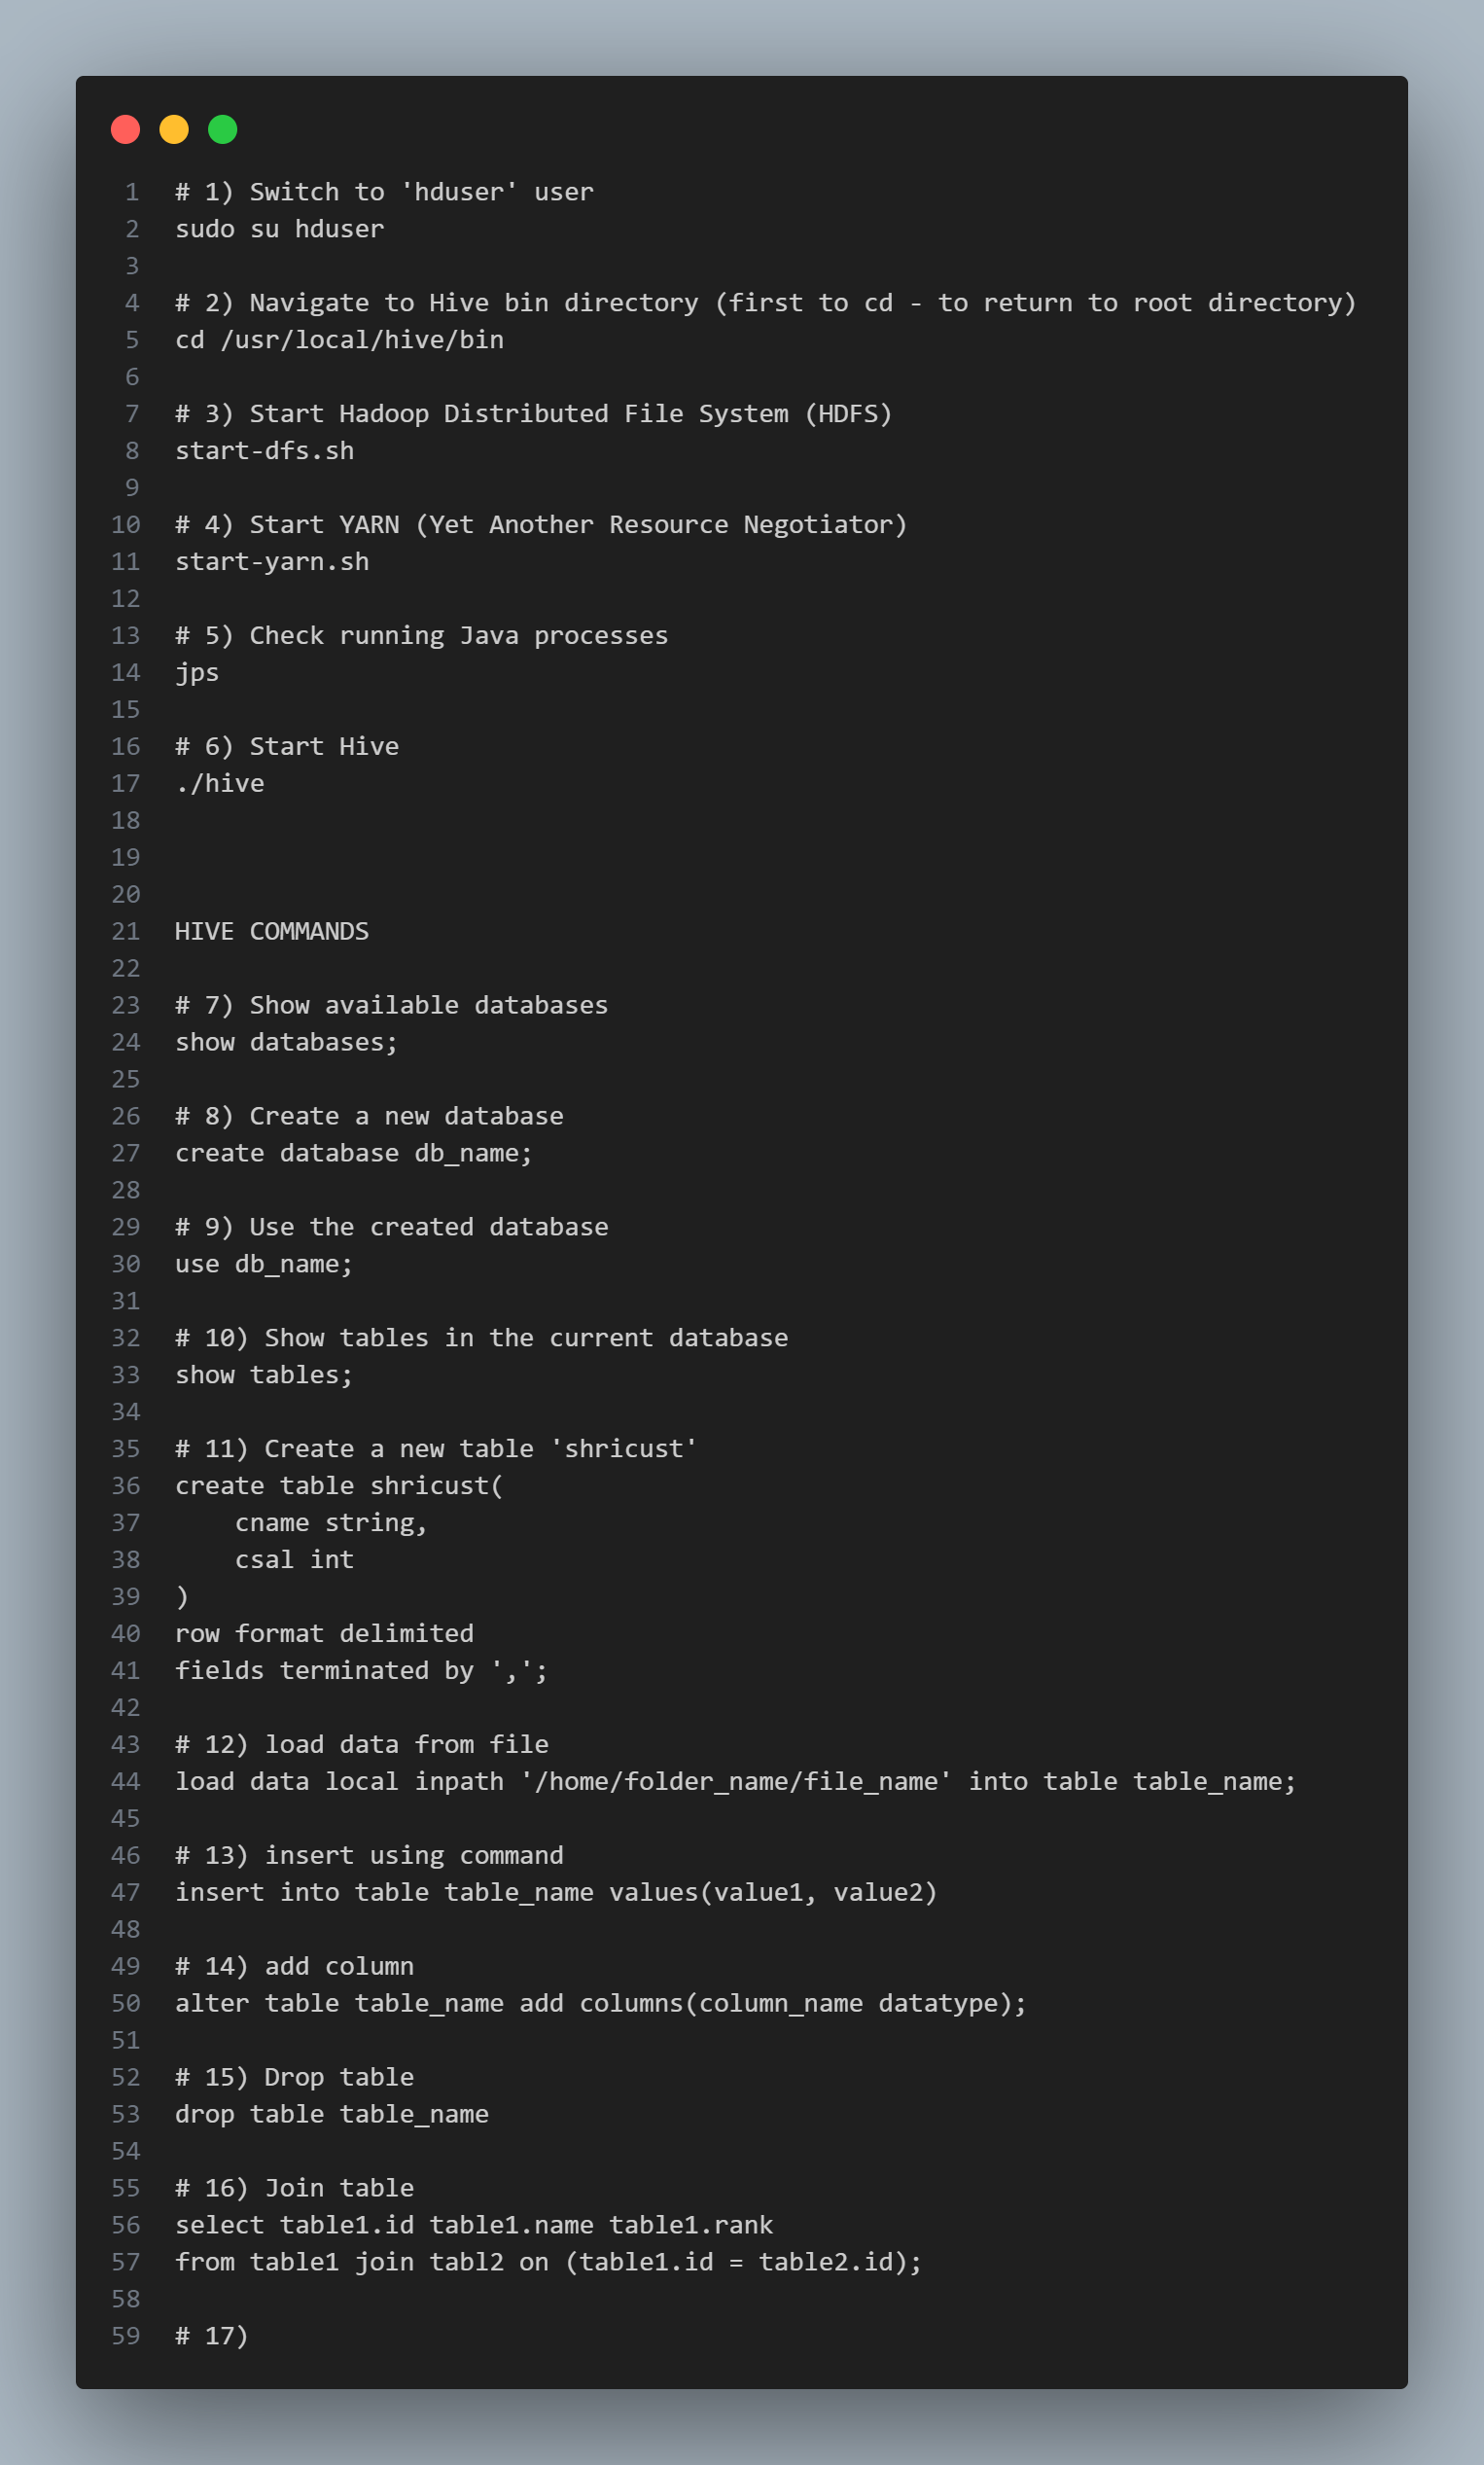 1 # 1) Switch to 'hduser' user
2 sudo su hduser
3
4 # 2) Navigate to Hive bin directory (first to cd - to return to root directory)
5 cd /usr/local/hive/bin
6
7 # 3) Start Hadoop Distributed File System (HDFS)
8 start-dfs.sh
9
10 # 4) Start YARN (Yet Another Resource Negotiator)
11 start-yarn.sh
12
13 # 5) Check running Java processes
14 jps
15
16 # 6) Start Hive
17 ./hive
18
19
20
21 HIVE COMMANDS
22
23 # 7) Show available databases
24 show databases;
25
26 # 8) Create a new database
27 create database db_name;
28
29 # 9) Use the created database
30 use db_name;
31
32 # 10) Show tables in the current database
33 show tables;
34
35 # 11) Create a new table 'shricust'
36 create table shricust(
37     cname string,
38     csal int
39 )
40 row format delimited
41 fields terminated by ',';
42
43 # 12) load data from file
44 load data local inpath '/home/folder_name/file_name' into table table_name;
45
46 # 13) insert using command
47 insert into table table_name values(value1, value2)
48
49 # 14) add column
50 alter table table_name add columns(column_name datatype);
51
52 # 15) Drop table
53 drop table table_name
54
55 # 16) Join table
56 select table1.id table1.name table1.rank
57 from table1 join tabl2 on (table1.id = table2.id);
58
59 # 17)